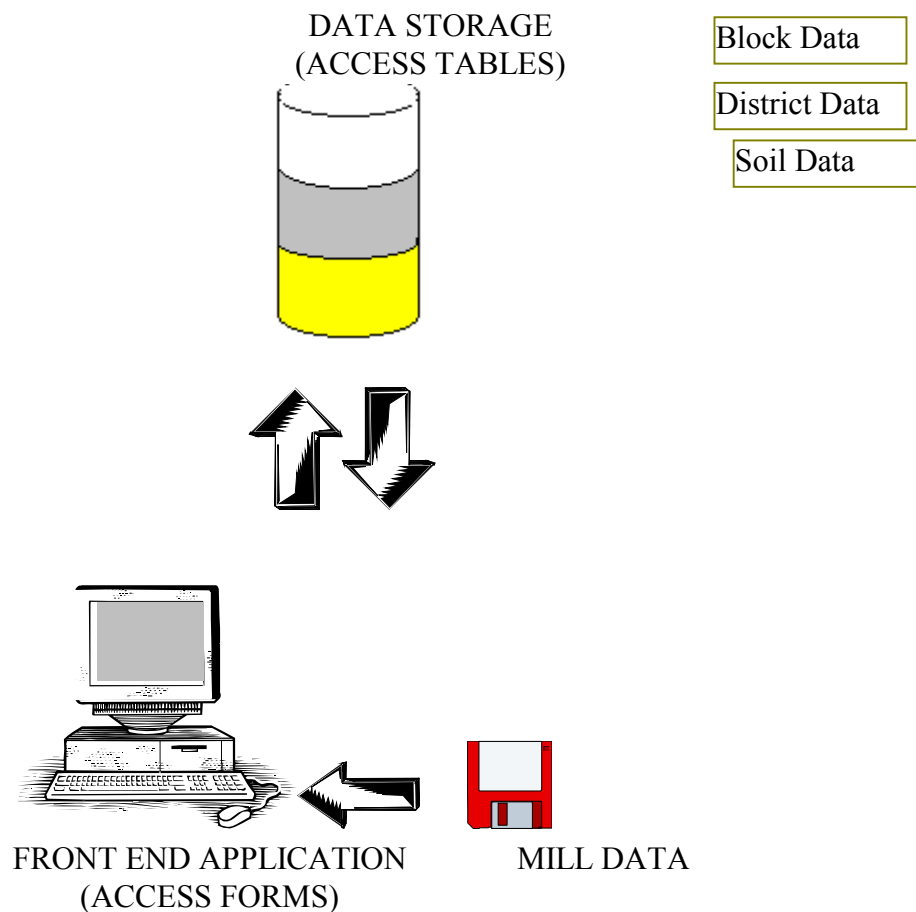 DATA STORAGE
(ACCESS TABLES)
Block Data
District Data
Soil Data
FRONT END APPLICATION
(ACCESS FORMS)
MILL DATA